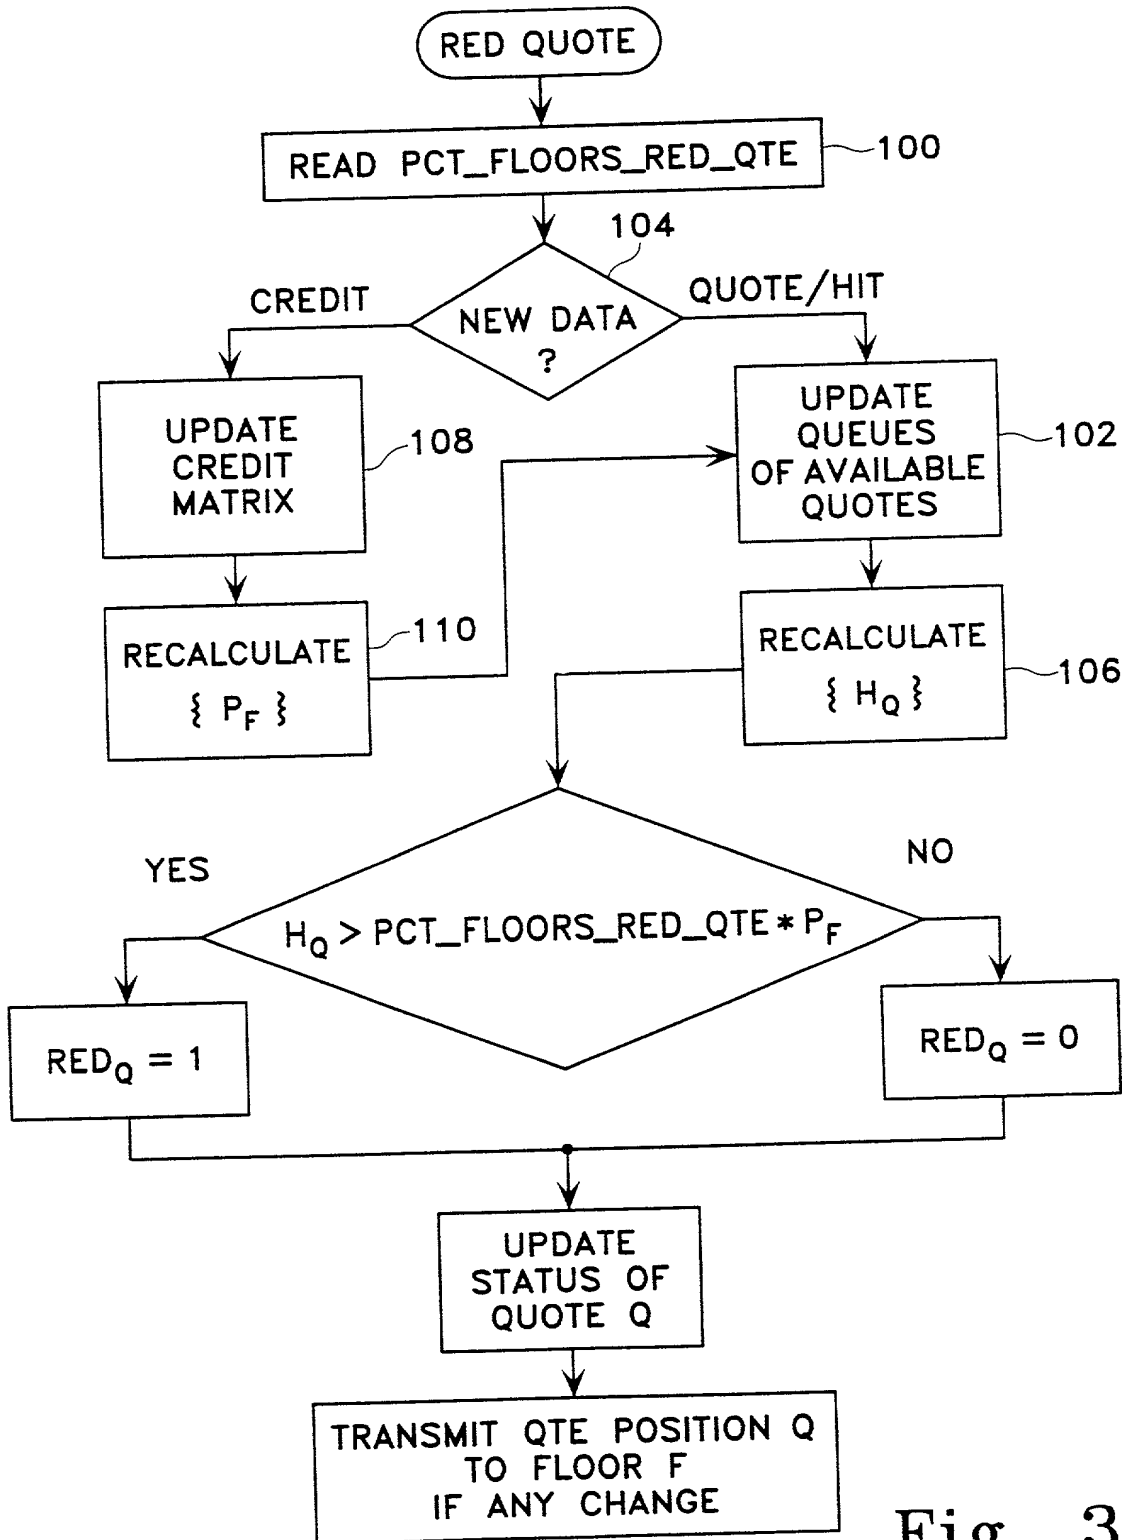 RED QUOTE
READ PCT_FLOORS_RED_QTE
100
104
CREDIT
QUOTE/HIT
NEW DATA
?
UPDATE
CREDIT
MATRIX
108
UPDATE
QUEUES
OF AVAILABLE
QUOTES
102
RECALCULATE
{ P_F }
110
RECALCULATE
{ H_Q }
106
YES
NO
H_Q > PCT_FLOORS_RED_QTE * P_F
RED_Q = 1
RED_Q = 0
UPDATE
STATUS OF
QUOTE Q
TRANSMIT QTE POSITION Q
TO FLOOR F
IF ANY CHANGE
Fig. 3